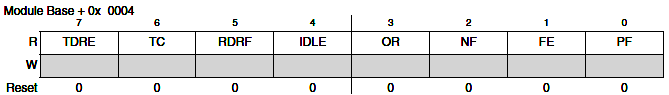 Module Base + 0x 0004
7 6 5 4 3 2 1 0
R TDRE TC RDRF IDLE OR NF FE PF
W
Reset 0 0 0 0 0 0 0 0